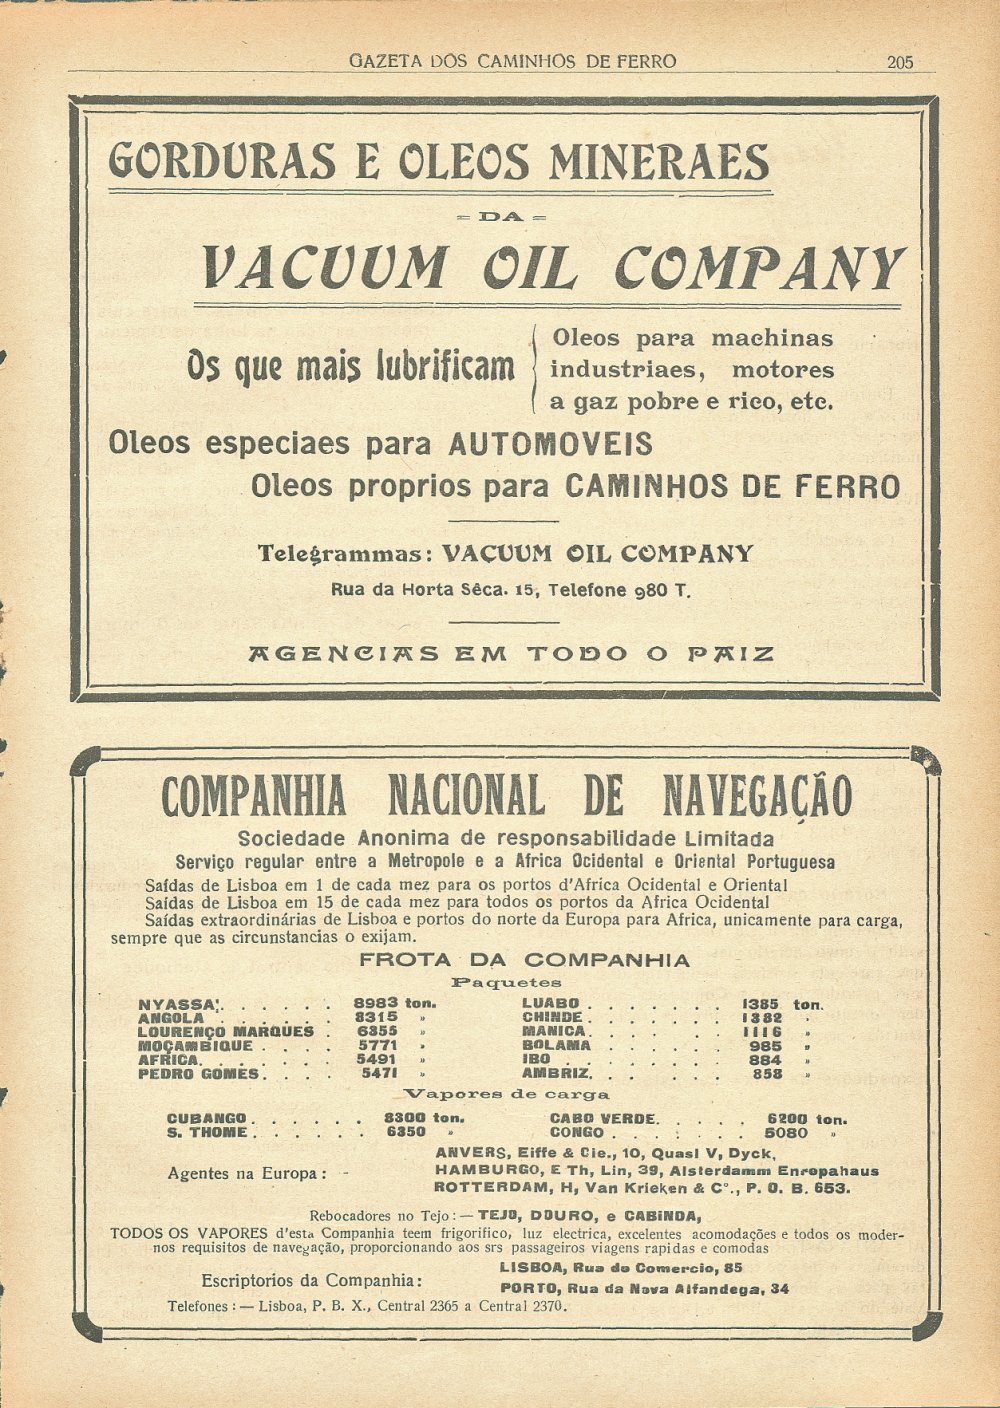 GAZETA DOS CAMINHOS DE FERRO 205
GORDURAS E OLEOS MINERAES
= DA =
VACUUM OIL COMPANY
Os que mais lubrificam
Oleos para machinas
industriaes, motores
a gaz pobre e rico, etc.
Oleos especiaes para AUTOMOVEIS
Oleos proprios para CAMINHOS DE FERRO
Telegrammas: VACUUM OIL COMPANY
Rua da Horta Sêca. 15, Telefone 980 T.
AGENCIAS EM TODO O PAIZ
COMPANHIA NACIONAL DE NAVEGAÇÃO
Sociedade Anonima de responsabilidade Limitada
Serviço regular entre a Metropole e a Africa Ocidental e Oriental Portuguesa
Saídas de Lisboa em 1 de cada mez para os portos d'Africa Ocidental e Oriental
Saídas de Lisboa em 15 de cada mez para todos os portos da Africa Ocidental
Saídas extraordinárias de Lisboa e portos do norte da Europa para Africa, unicamente para carga,
sempre que as circunstancias o exijam.
FROTA DA COMPANHIA
Paquetes
NYASSA'. . . . . . 8983 ton. LUABO . . . . . . 1385 ton.
ANGOLA . . . . . . 8315 » CHINDE. . . . . . 1382 »
LOURENÇO MARQUES . 6355 » MANICA. . . . . . 1116 »
MOÇAMBIQUE . . . . 5771 » BOLAMA . . . . . . 985 »
AFRICA. . . . . . 5491 » IBO . . . . . . 884 »
PEDRO GOMES. . . . 5471 » AMBRIZ. . . . . . 858 »
Vapores de carga
CUBANGO. . . . . . 8300 ton. CABO VERDE. . . . . 6200 ton.
S. THOME. . . . . . 6350 » CONGO . . . . . . 5080 »
Agentes na Europa : -
ANVERS, Eiffe & Cie., 10, Quasi V, Dyck,
HAMBURGO, E Th, Lin, 39, Alsterdamm Enropahaus
ROTTERDAM, H, Van Krieken & C°., P. O. B. 653.
Rebocadores no Tejo : — TEJO, DOURO, e CABINDA,
TODOS OS VAPORES d'esta Companhia teem frigorifico, luz electrica, excelentes acomodações e todos os moder-
nos requisitos de navegação, proporcionando aos srs passageiros viagens rapidas e comodas
Escriptorios da Companhia :
LISBOA, Rua do Comercio, 85
PORTO, Rua da Nova Alfandega, 34
Telefones : — Lisboa, P. B. X., Central 2365 a Central 2370.